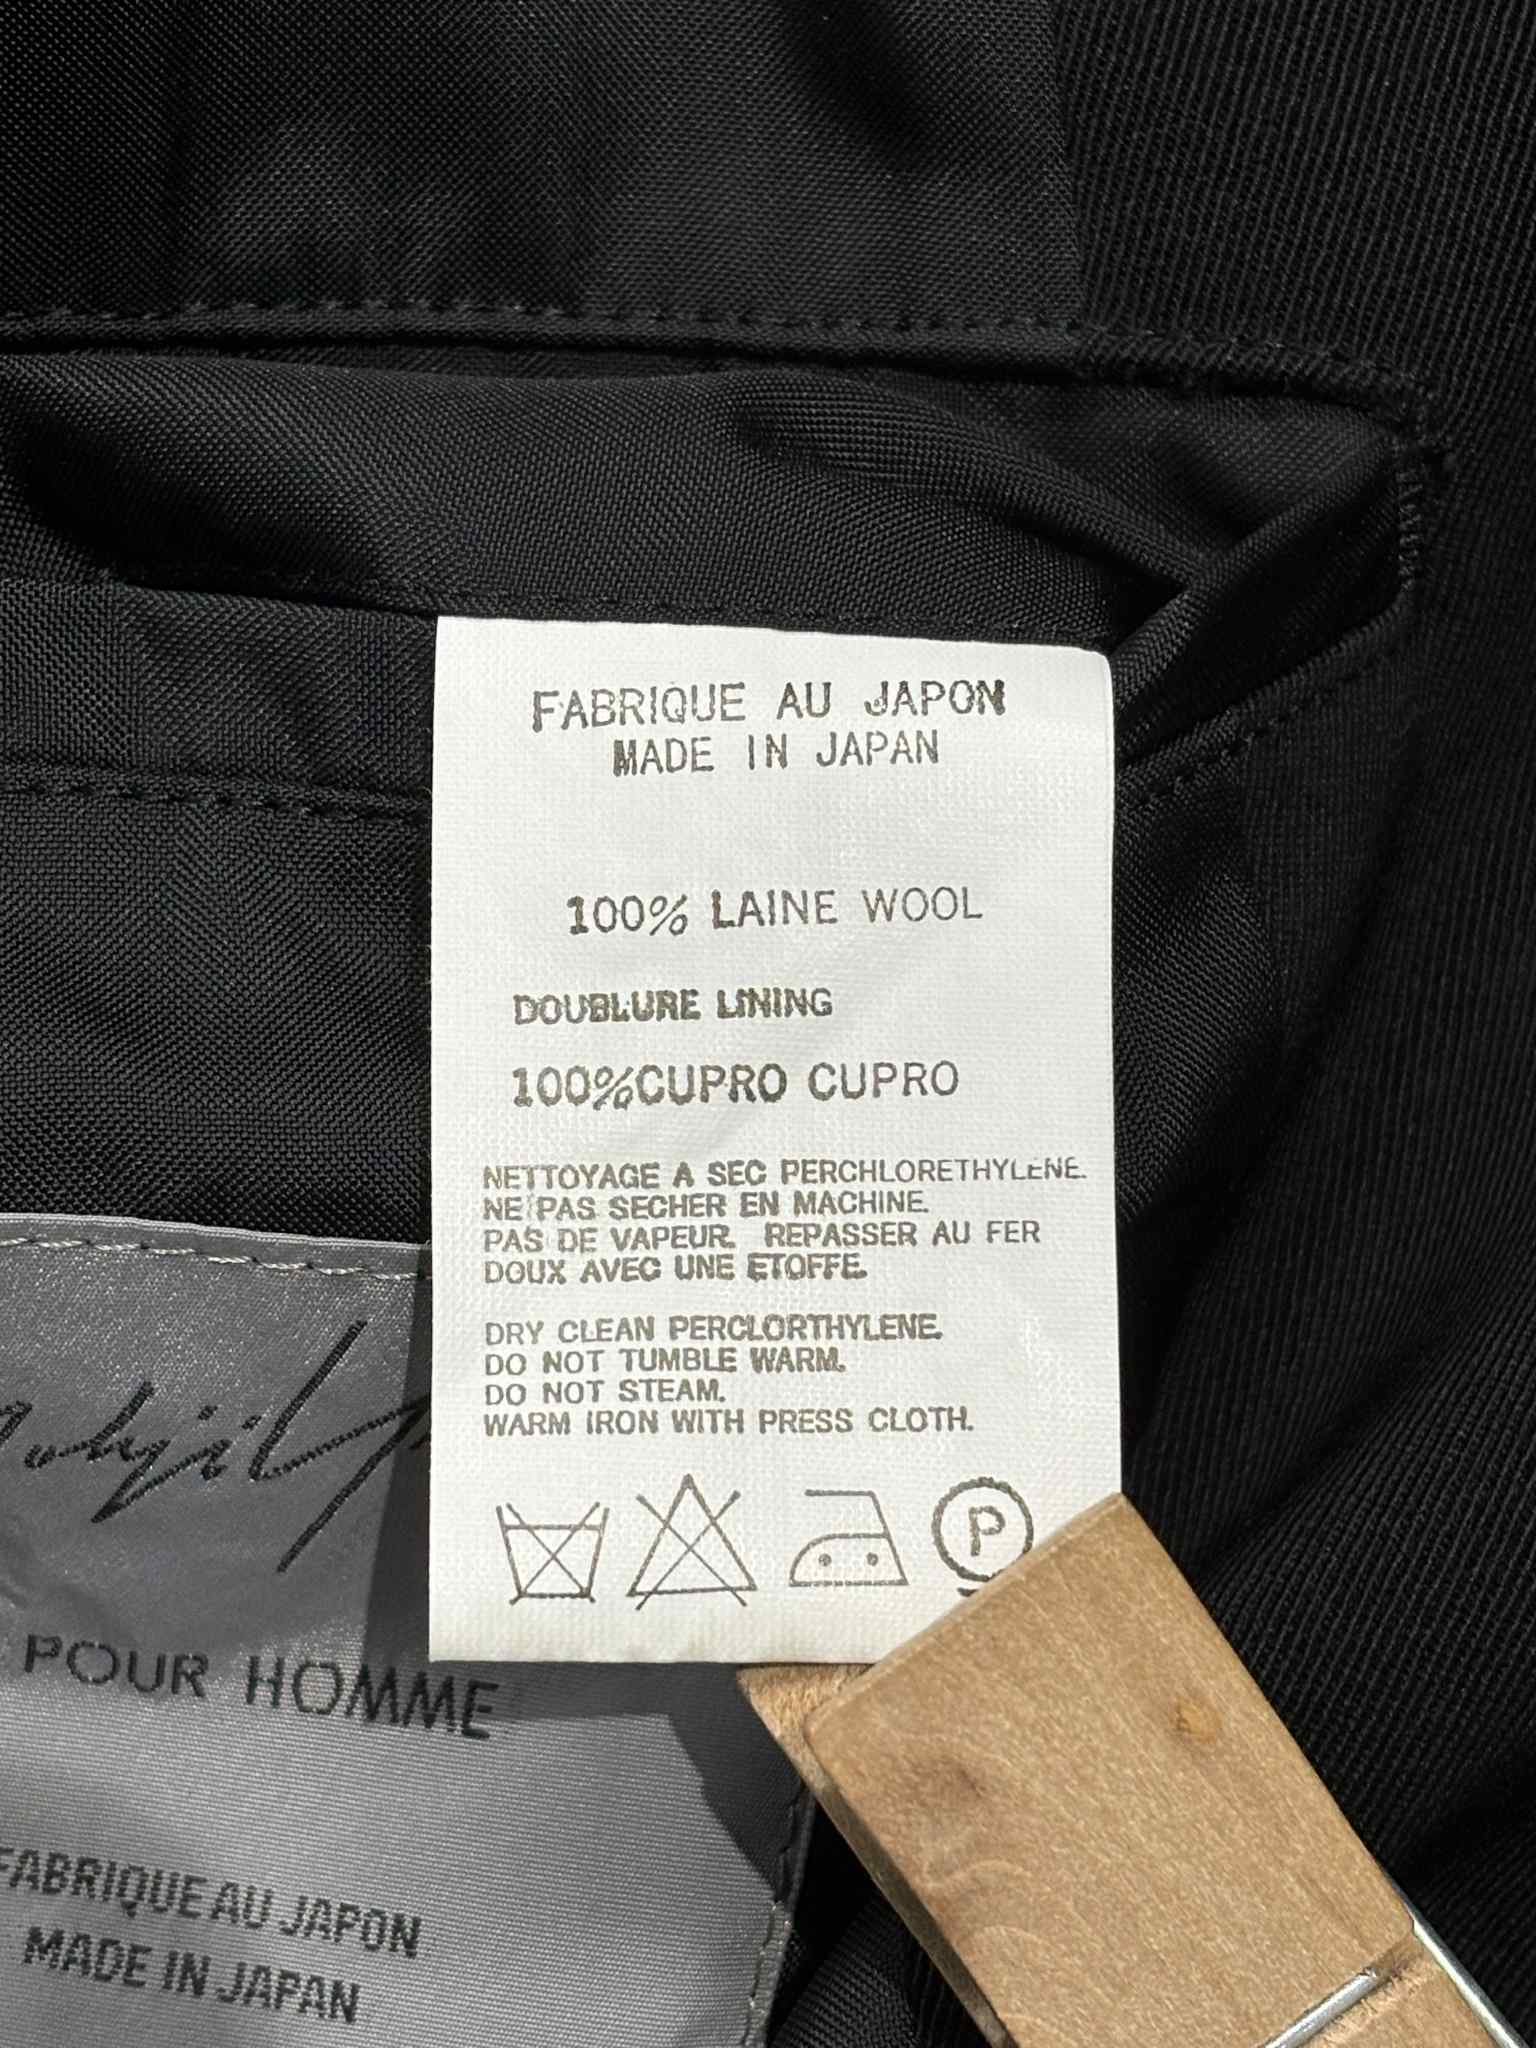 FABRIQUE AU JAPON
MADE IN JAPAN
100% LAINE WOOL
DOUBLURE LINING
100%CUPRO CUPRO
NETTOYAGE A SEC PERCHLORETHYLENE.
NE PAS SECHER EN MACHINE.
PAS DE VAPEUR. REPASSER AU FER
DOUX AVEC UNE ETOFFE.
DRY CLEAN PERCLORTHYLENE.
DO NOT TUMBLE WARM.
DO NOT STEAM.
WARM IRON WITH PRESS CLOTH.
P
POUR HOMME
FABRIQUE AU JAPON
MADE IN JAPAN